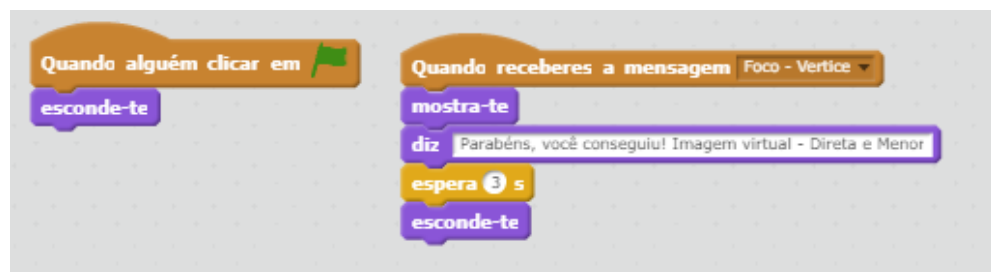 Quando alguém clicar em
esconde-te
Quando receberes a mensagem Foco - Vertice
mostra-te
diz Parabéns, você conseguiu! Imagem virtual - Direta e Menor
espera 3 s
esconde-te